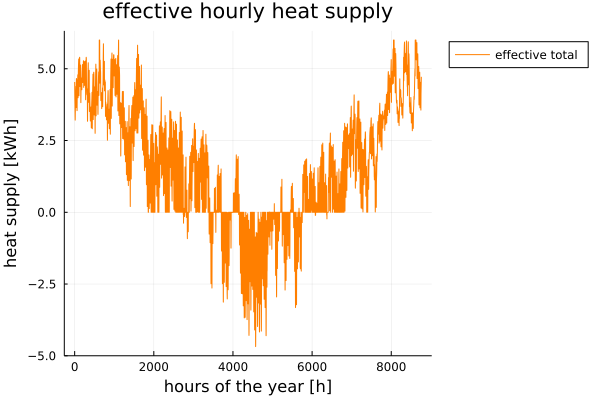 effective hourly heat supply
effective total
heat supply [kWh]
5.0
2.5
0.0
−2.5
−5.0
0
2000
4000
6000
8000
hours of the year [h]